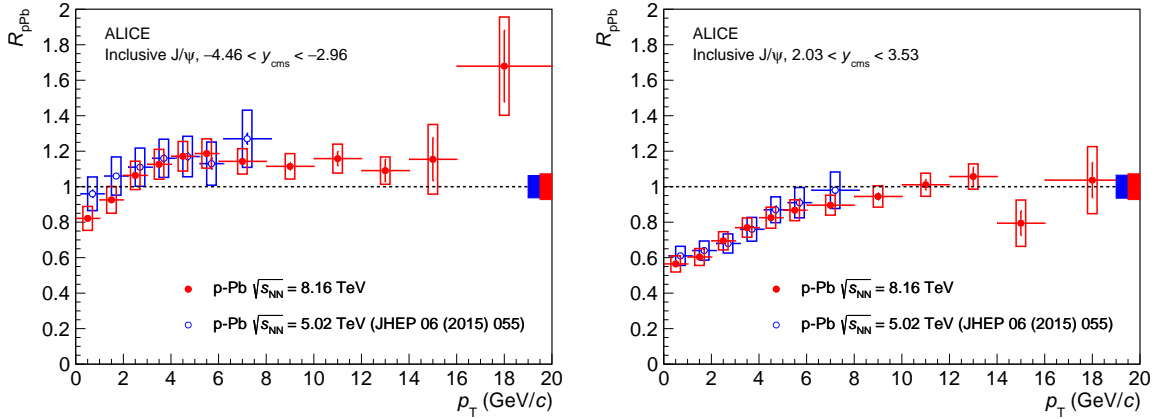 R_pPb
2
1.8
1.6
1.4
1.2
1
0.8
0.6
0.4
0.2
0
ALICE
Inclusive J/ψ, −4.46 < y_cms < −2.96
p-Pb √s_NN = 8.16 TeV
p-Pb √s_NN = 5.02 TeV (JHEP 06 (2015) 055)
0 2 4 6 8 10 12 14 16 18 20
p_T (GeV/c)
R_pPb
2
1.8
1.6
1.4
1.2
1
0.8
0.6
0.4
0.2
0
ALICE
Inclusive J/ψ, 2.03 < y_cms < 3.53
p-Pb √s_NN = 8.16 TeV
p-Pb √s_NN = 5.02 TeV (JHEP 06 (2015) 055)
0 2 4 6 8 10 12 14 16 18 20
p_T (GeV/c)